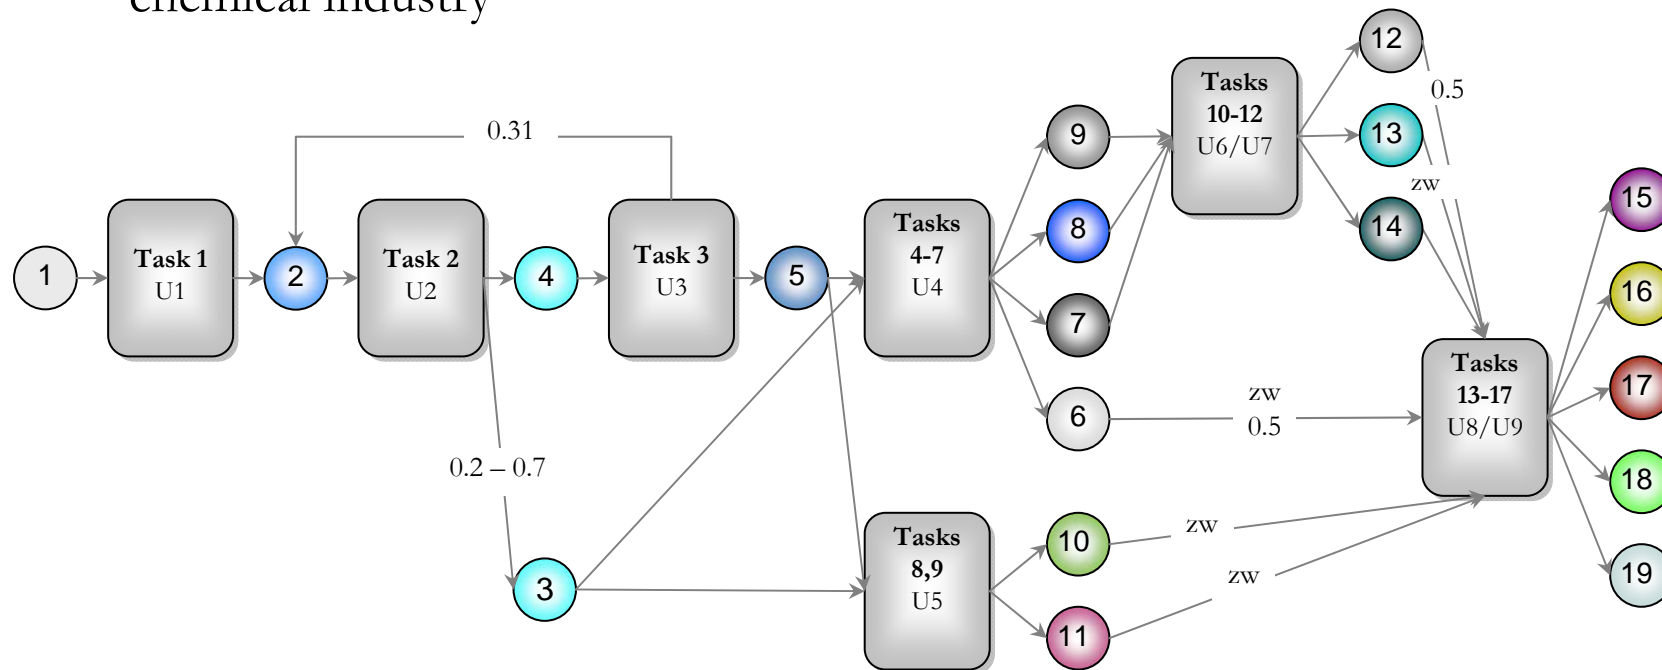 chemical industry
12
0.5
Tasks
10-12
U6/U7
0.31
9
13
zw
15
Task 1
U1
2
Task 2
U2
4
Task 3
U3
5
1
Tasks
4-7
U4
8
14
16
7
Tasks
13-17
U8/U9
17
6
zw
0.5
0.2 – 0.7
18
Tasks
8,9
U5
10
zw
19
3
zw
11